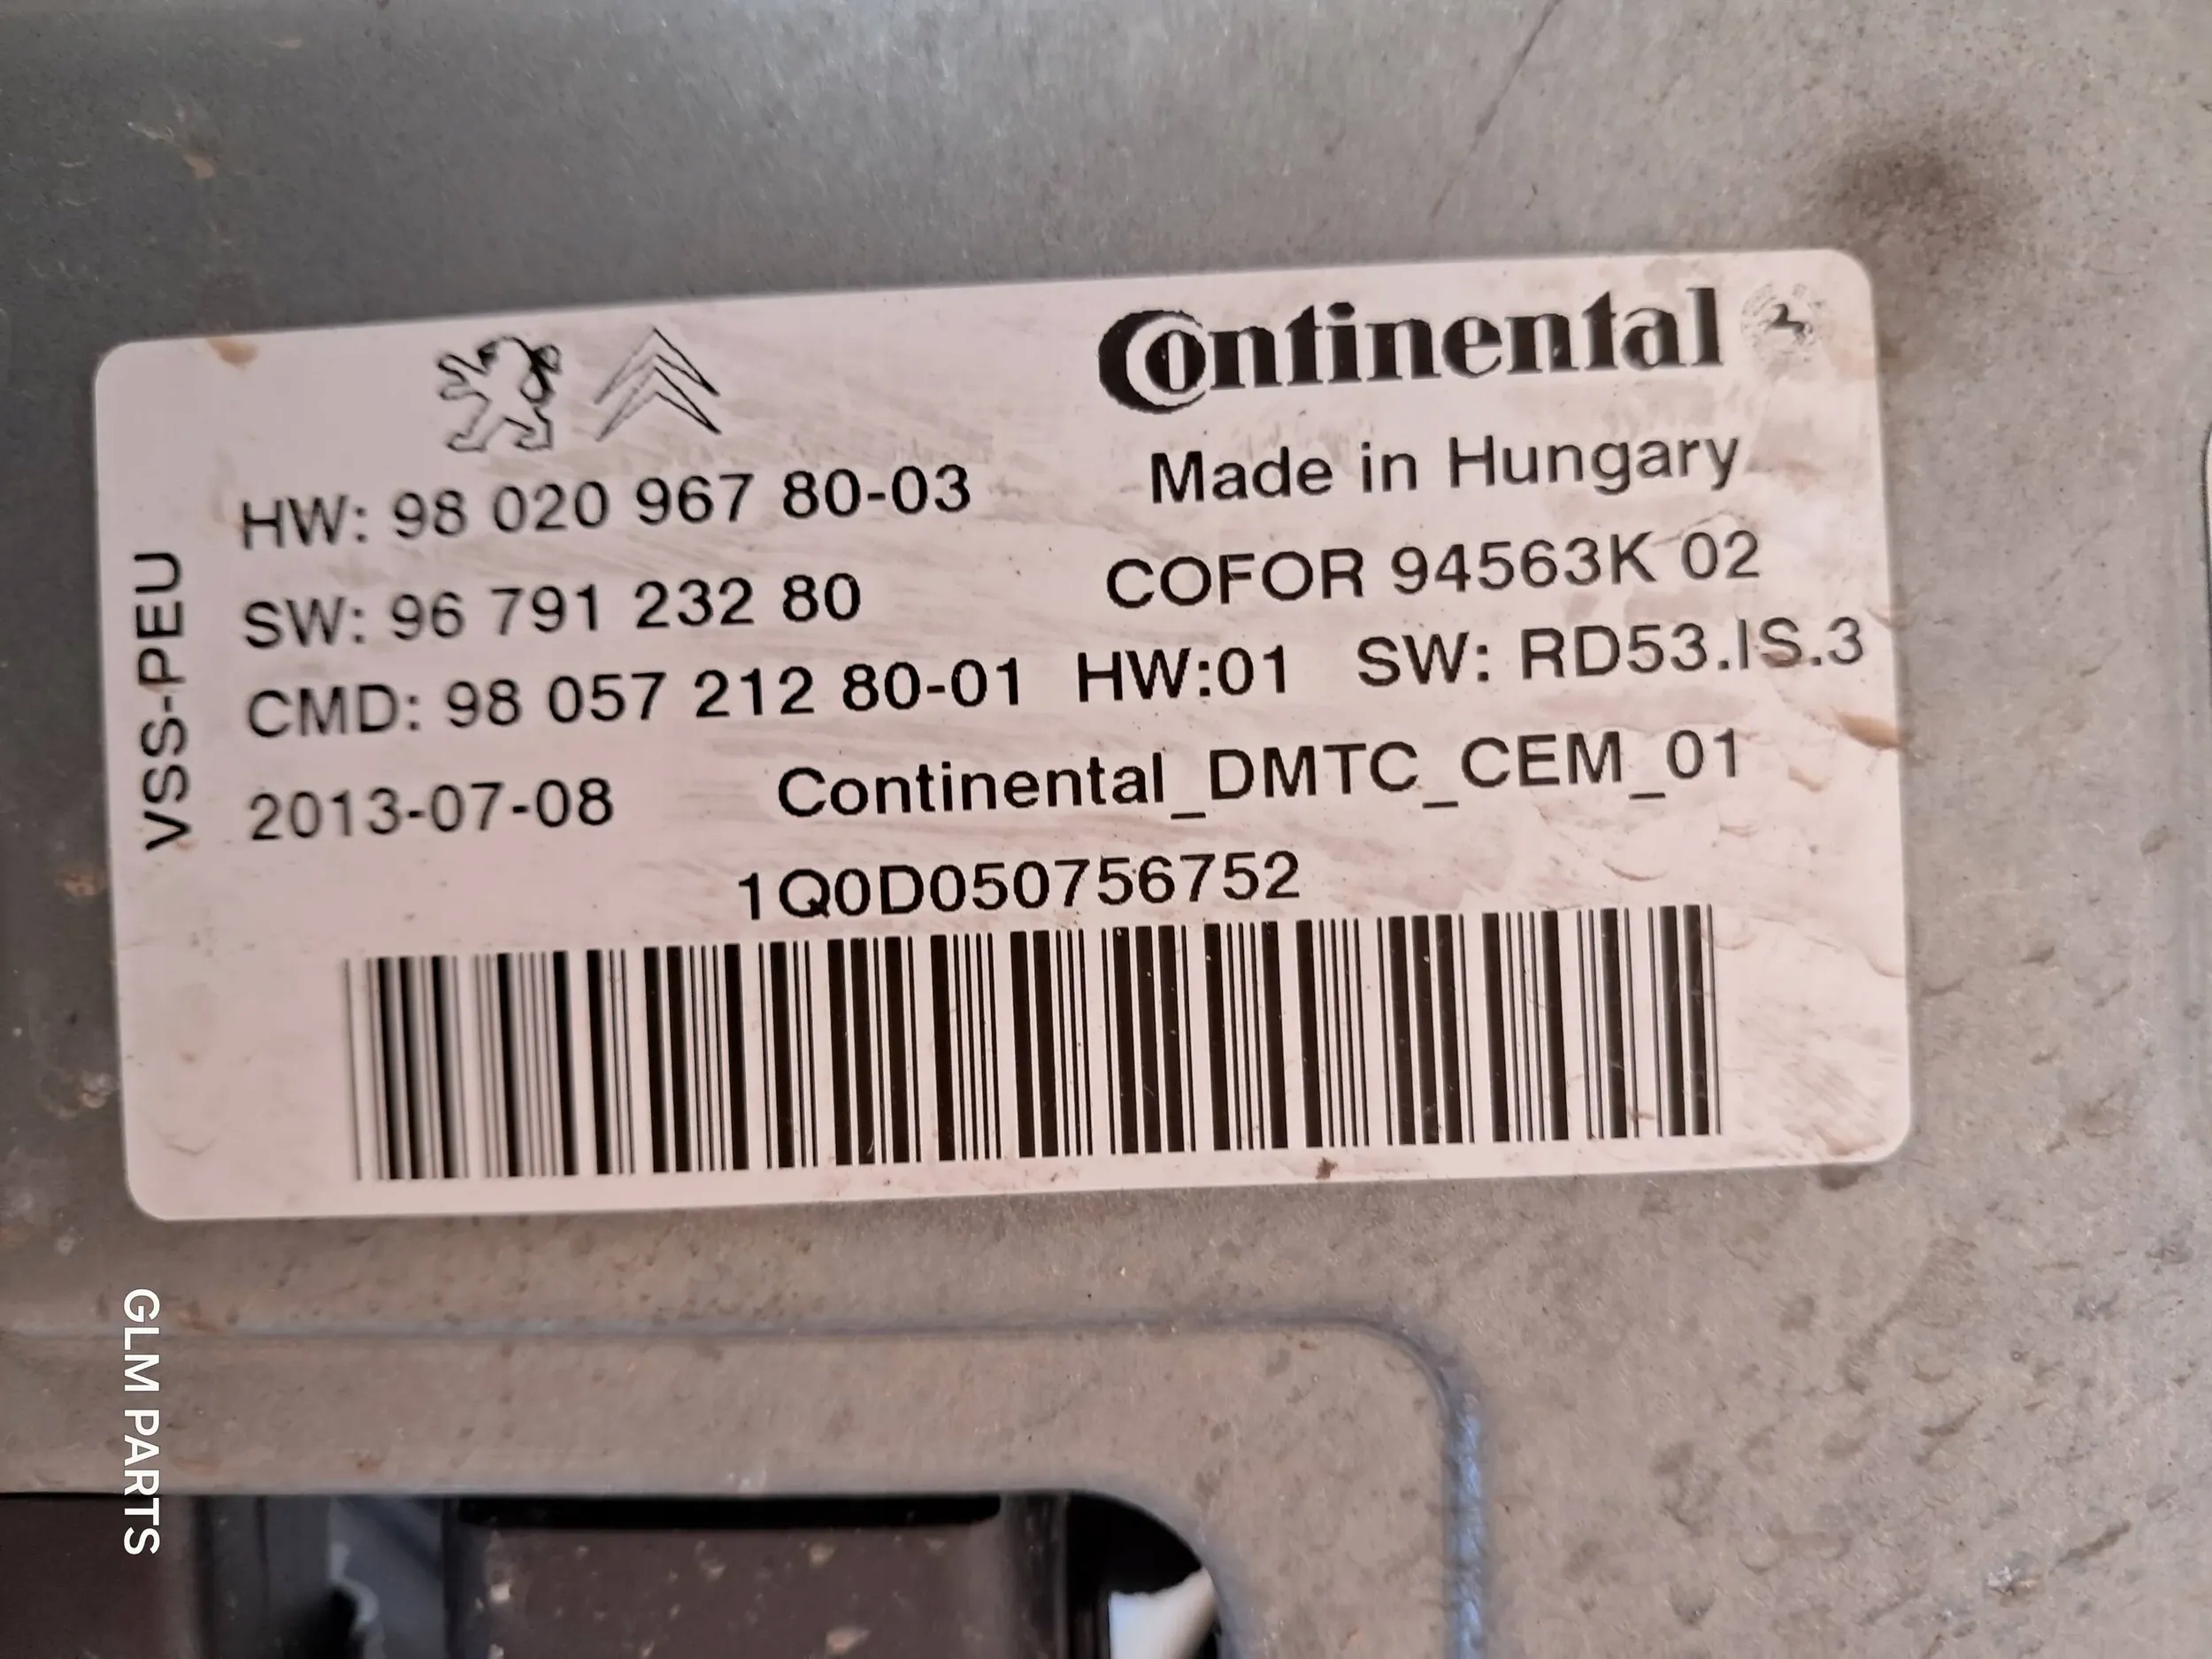 Continental
Made in Hungary
HW: 98 020 967 80-03
COFOR 94563K 02
SW: 96 791 232 80
CMD: 98 057 212 80-01 HW:01 SW: RD53.IS.3
2013-07-08 Continental_DMTC_CEM_01
1Q0D050756752
VSS-PEU
GLM PARTS